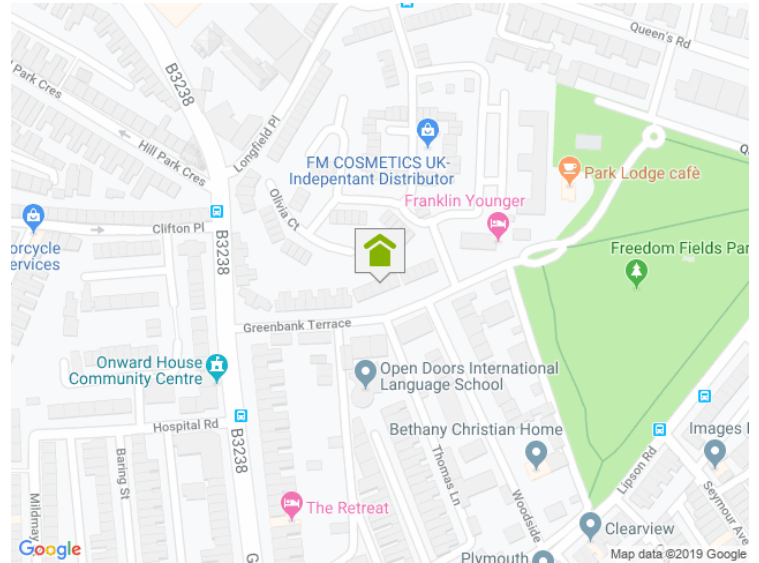 Queen's Rd
B3238
Park Cres
Hill Park Cres
Longfield Pl
FM COSMETICS UK-
Indepentant Distributor
Park Lodge cafè
Olivia Ct
Franklin Younger
Clifton Pl
B3238
Freedom Fields Par
Greenbank Terrace
Onward House
Community Centre
Open Doors International
Language School
Hospital Rd
B3238
Bethany Christian Home
Images
Baring St
Thomas Ln
Lipson Rd
Mildmay
Woodside
Seymour Ave
The Retreat
Clearview
Plymouth
Google
Map data ©2019 Google